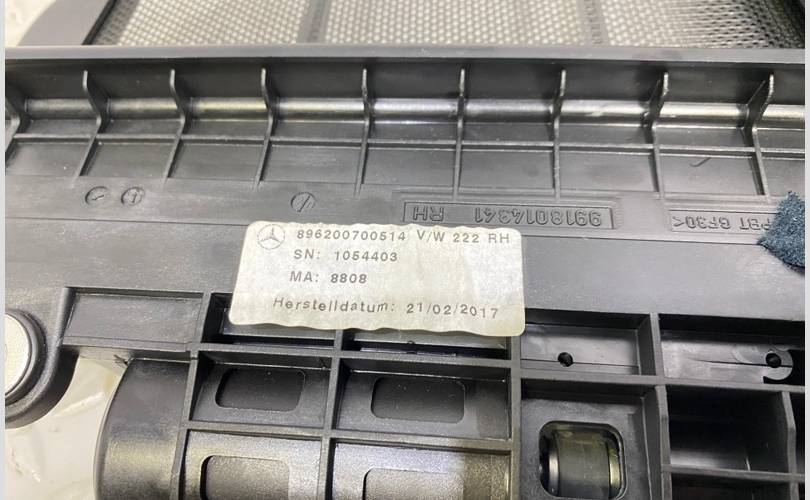 9918014341 RH
>PBT GF30<
896200700514 V/W 222 RH
SN: 1054403
MA: 8808
Herstelldatum: 21/02/2017